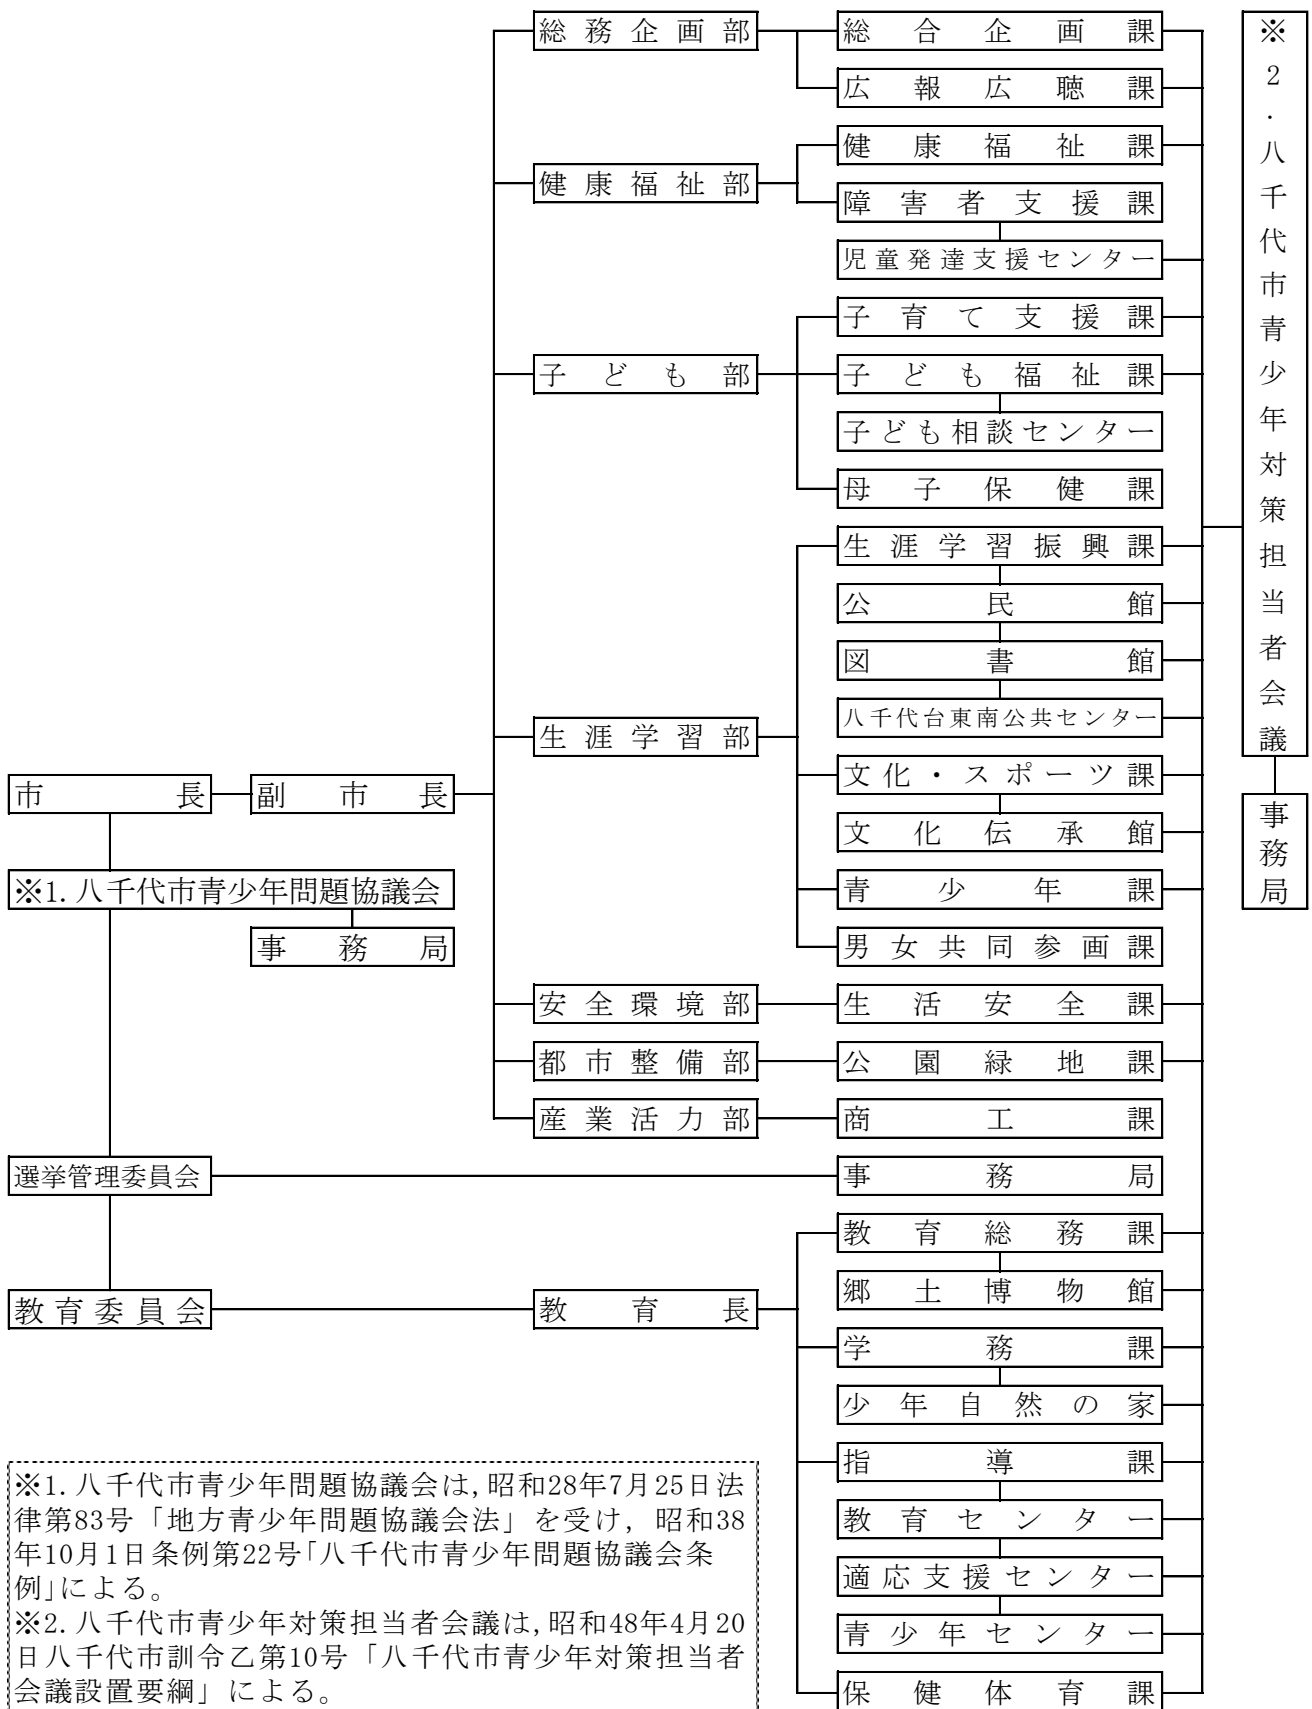 総務企画部
総合企画課
広報広聴課
健康福祉部
健康福祉課
障害者支援課
児童発達支援センター
子ども部
子育て支援課
子ども福祉課
子ども相談センター
母子保健課
生涯学習部
生涯学習振興課
公民館
図書館
八千代台東南公共センター
文化・スポーツ課
文化伝承館
青少年課
男女共同参画課
市長
副市長
※1.八千代市青少年問題協議会
事務局
安全環境部
生活安全課
都市整備部
公園緑地課
産業活力部
商工課
選挙管理委員会
事務局
教育委員会
教育長
教育総務課
郷土博物館
学務課
少年自然の家
指導課
教育センター
適応支援センター
青少年センター
保健体育課
※2.八千代市青少年対策担当者会議
事務局
※1.八千代市青少年問題協議会は,昭和28年7月25日法
律第83号「地方青少年問題協議会法」を受け，昭和38
年10月1日条例第22号「八千代市青少年問題協議会条
例」による。
※2.八千代市青少年対策担当者会議は,昭和48年4月20
日八千代市訓令乙第10号「八千代市青少年対策担当者
会議設置要綱」による。